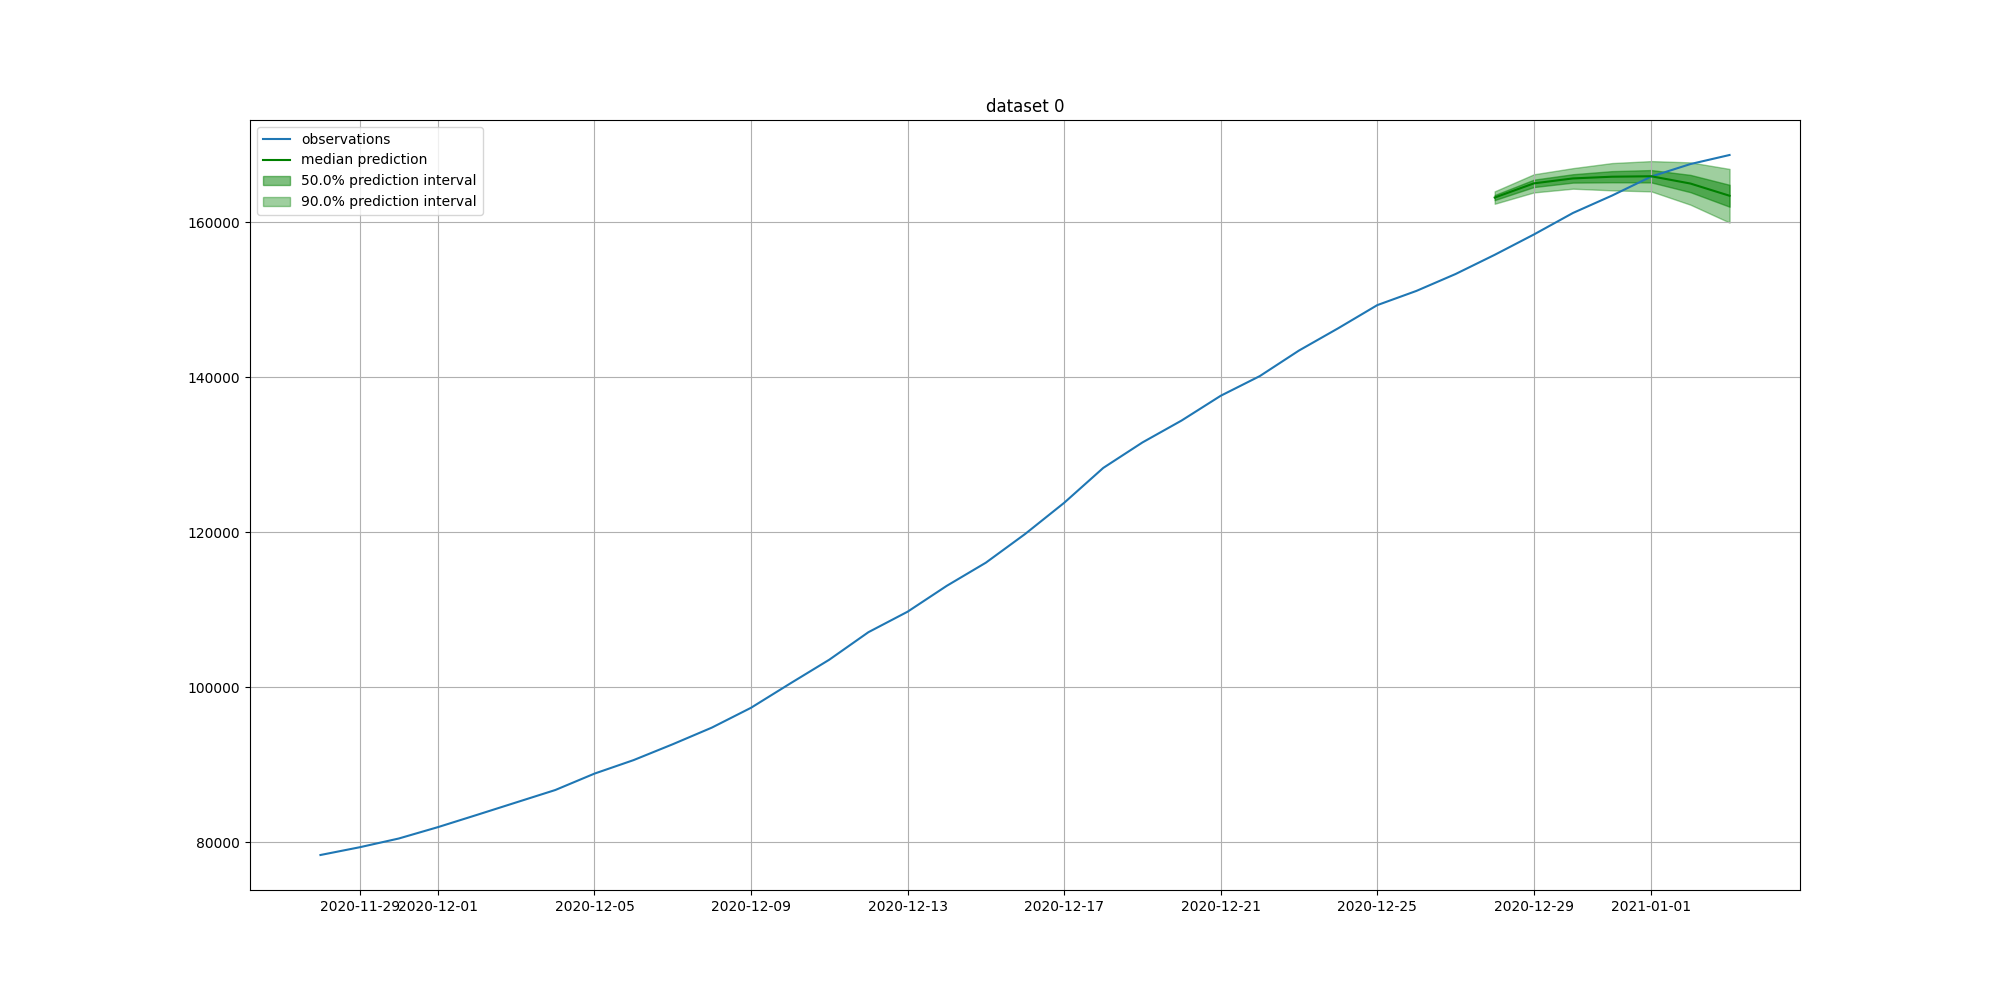 dataset 0
observations
median prediction
50.0% prediction interval
90.0% prediction interval
160000
140000
120000
100000
80000
2020-11-29 2020-12-01 2020-12-05 2020-12-09 2020-12-13 2020-12-17 2020-12-21 2020-12-25 2020-12-29 2021-01-01